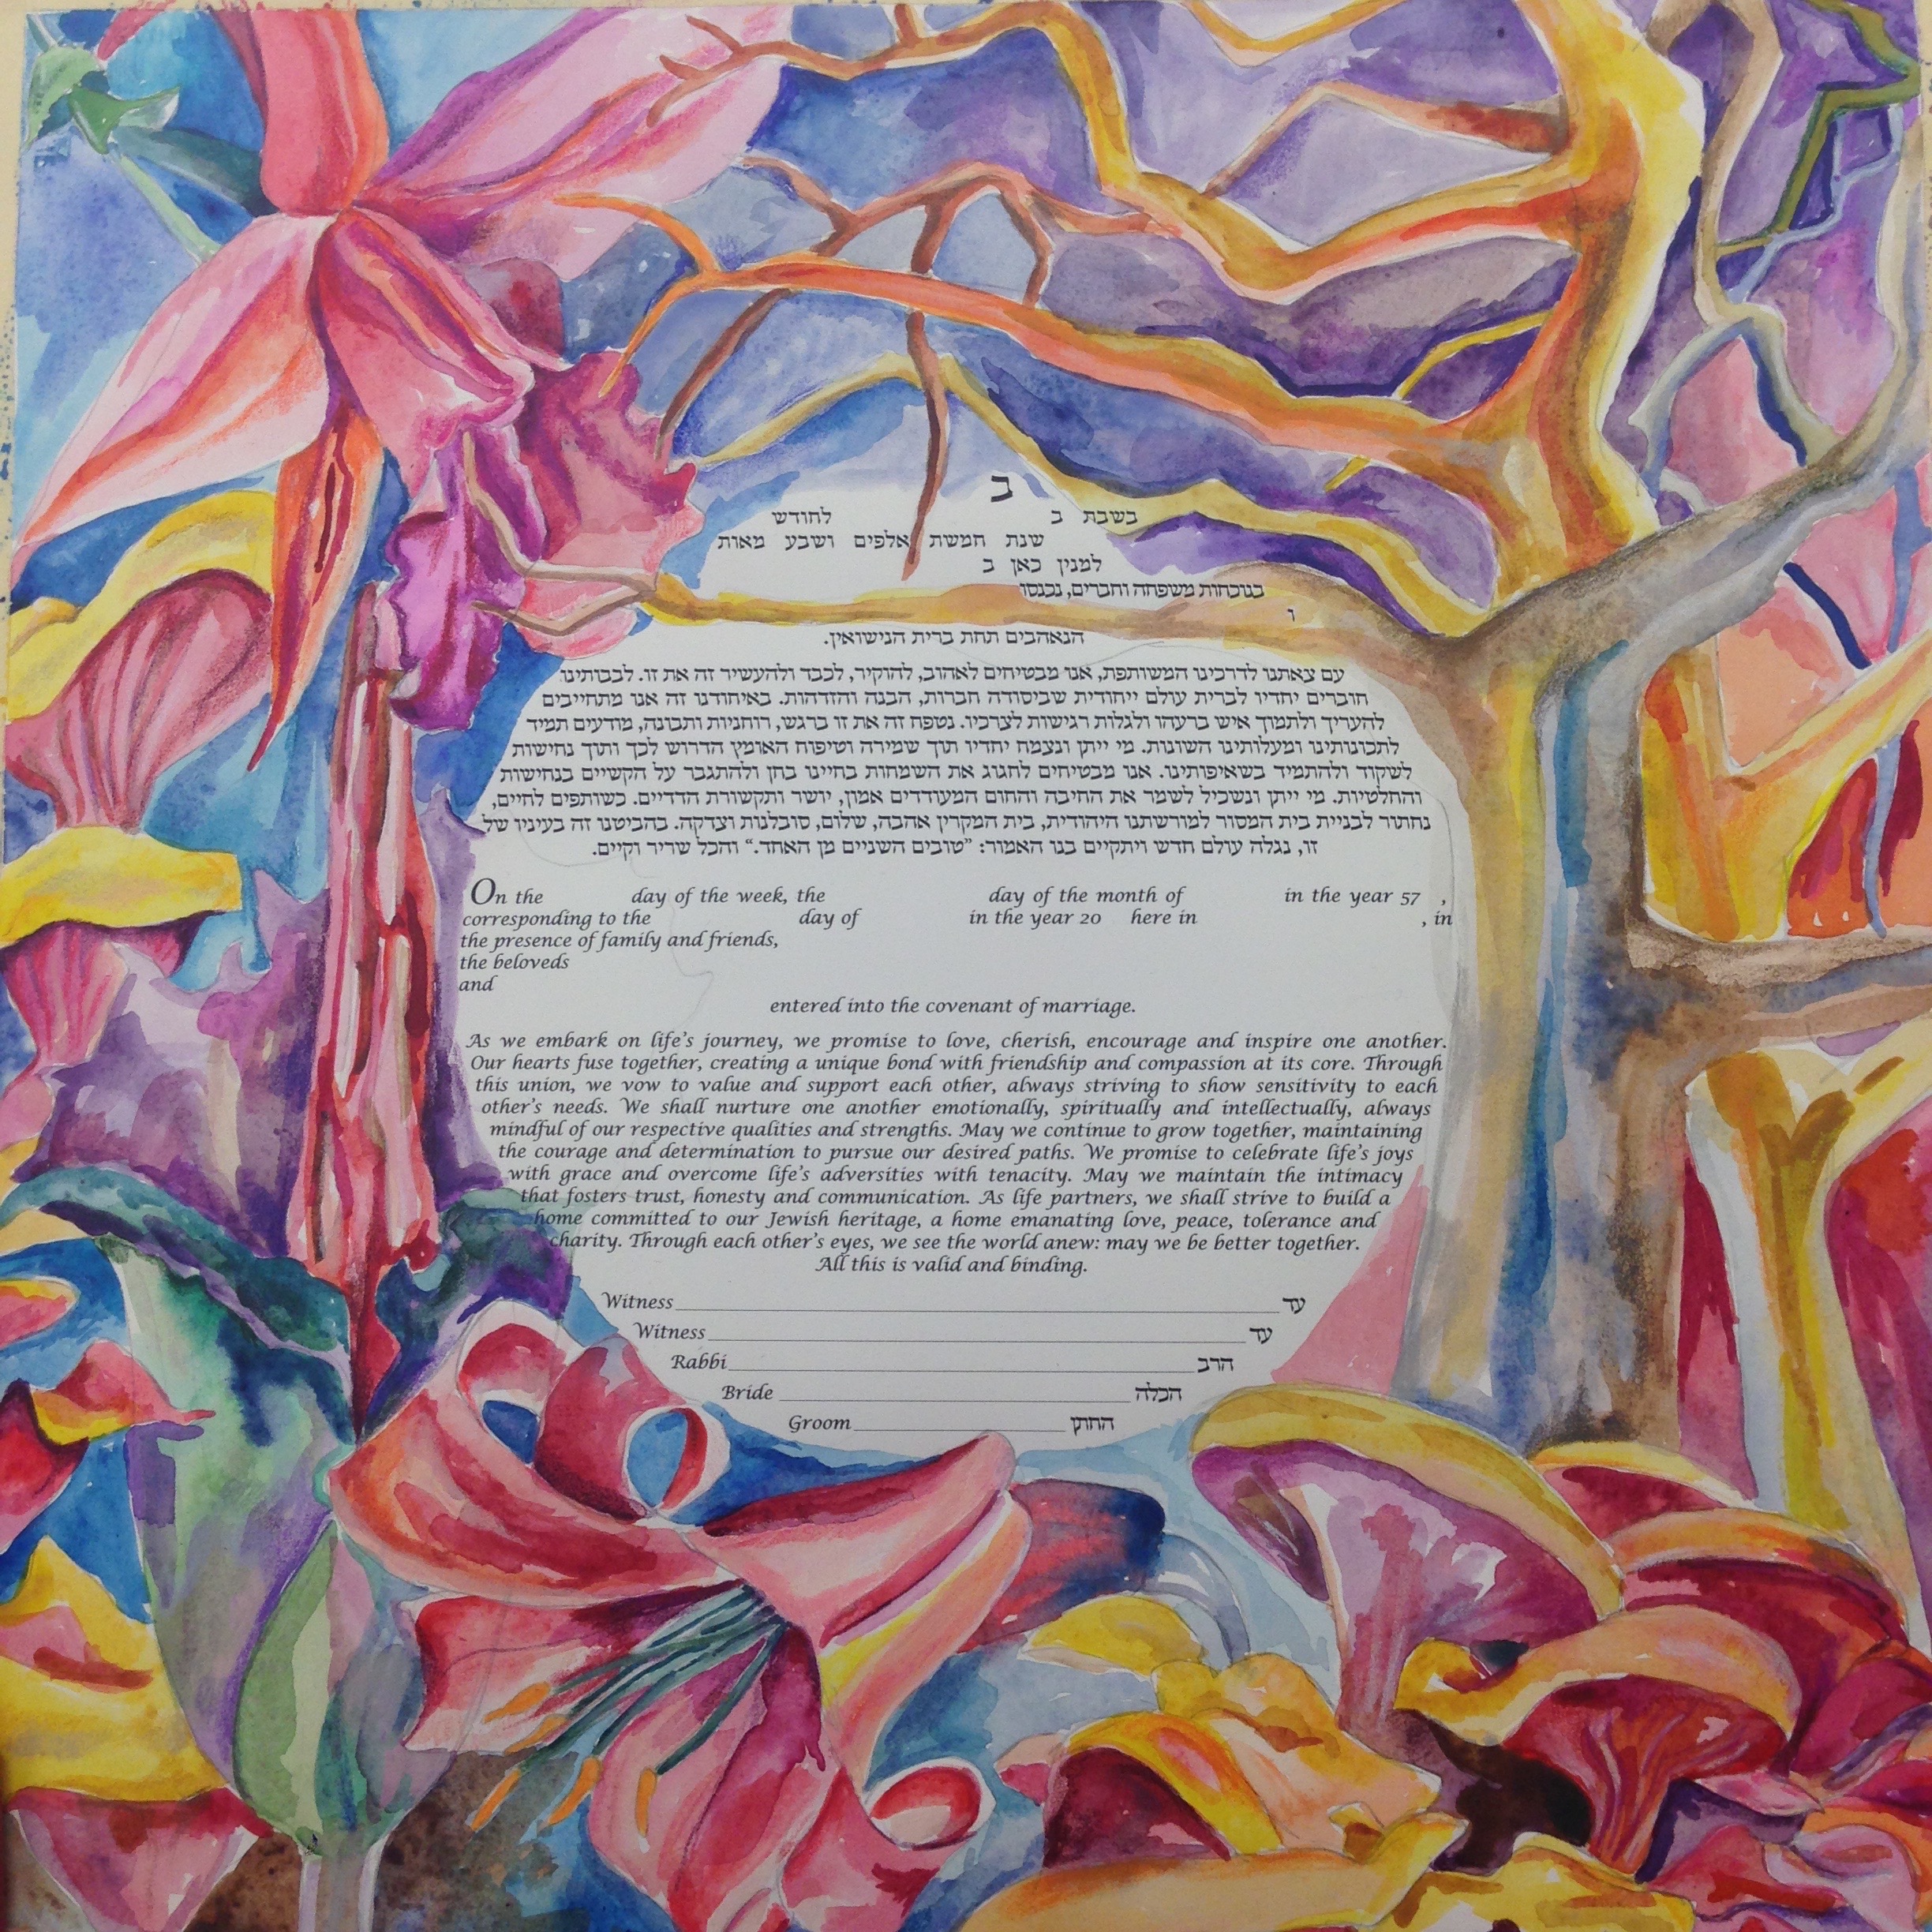 ב
בשבת ב לחודש
שנת חמשת אלפים ושבע מאות
למנין כאן ב
בנוכחות משפחה וחברים, נכנסו
ו
הנאהבים תחת ברית הנישואין.
עם צאתנו לדרכינו המשותפת, אנו מבטיחים לאהוב, להוקיר, לכבד ולהעשיר זה את זו. לבבותינו
חוברים יחדיו לברית עולם ייחודית שביסודה חברות, הבנה והזדהות. באיחודנו זה אנו מתחייבים
להעריך ולתמוך איש ברעהו ולגלות רגישות לצרכיו. נטפח זה את זו ברגש, רוחניות ותבונה, מודעים תמיד
לתכונותינו ומעלותינו השונות. מי ייתן ונצמח יחדיו תוך שמירה וטיפוח האומץ הדרוש לכך ותוך נחישות
לשקוד ולהתמיד בשאיפותינו. אנו מבטיחים לחגוג את השמחות בחיינו בחן ולהתגבר על הקשיים בנחישות
והחלטיות. מי ייתן ונשכיל לשמר את החיבה והחום המעודדים אמון, יושר ותקשורת הדדיים. כשותפים לחיים,
נחתור לבניית בית המסור למורשתנו היהודית, בית המקרין אהבה, שלום, סובלנות וצדקה. בהביטנו זה בעיניו של
זו, נגלה עולם חדש ויתקיים בנו האמור: "טובים השניים מן האחד." והכל שריר וקיים.
On the day of the week, the day of the month of in the year 57 ,
corresponding to the day of in the year 20 here in , in
the presence of family and friends,
the beloveds
and
entered into the covenant of marriage.
As we embark on life's journey, we promise to love, cherish, encourage and inspire one another.
Our hearts fuse together, creating a unique bond with friendship and compassion at its core. Through
this union, we vow to value and support each other, always striving to show sensitivity to each
other's needs. We shall nurture one another emotionally, spiritually and intellectually, always
mindful of our respective qualities and strengths. May we continue to grow together, maintaining
the courage and determination to pursue our desired paths. We promise to celebrate life's joys
with grace and overcome life's adversities with tenacity. May we maintain the intimacy
that fosters trust, honesty and communication. As life partners, we shall strive to build a
home committed to our Jewish heritage, a home emanating love, peace, tolerance and
charity. Through each other's eyes, we see the world anew: may we be better together.
All this is valid and binding.
Witness עד
Witness עד
Rabbi הרב
Bride הכלה
Groom החתן